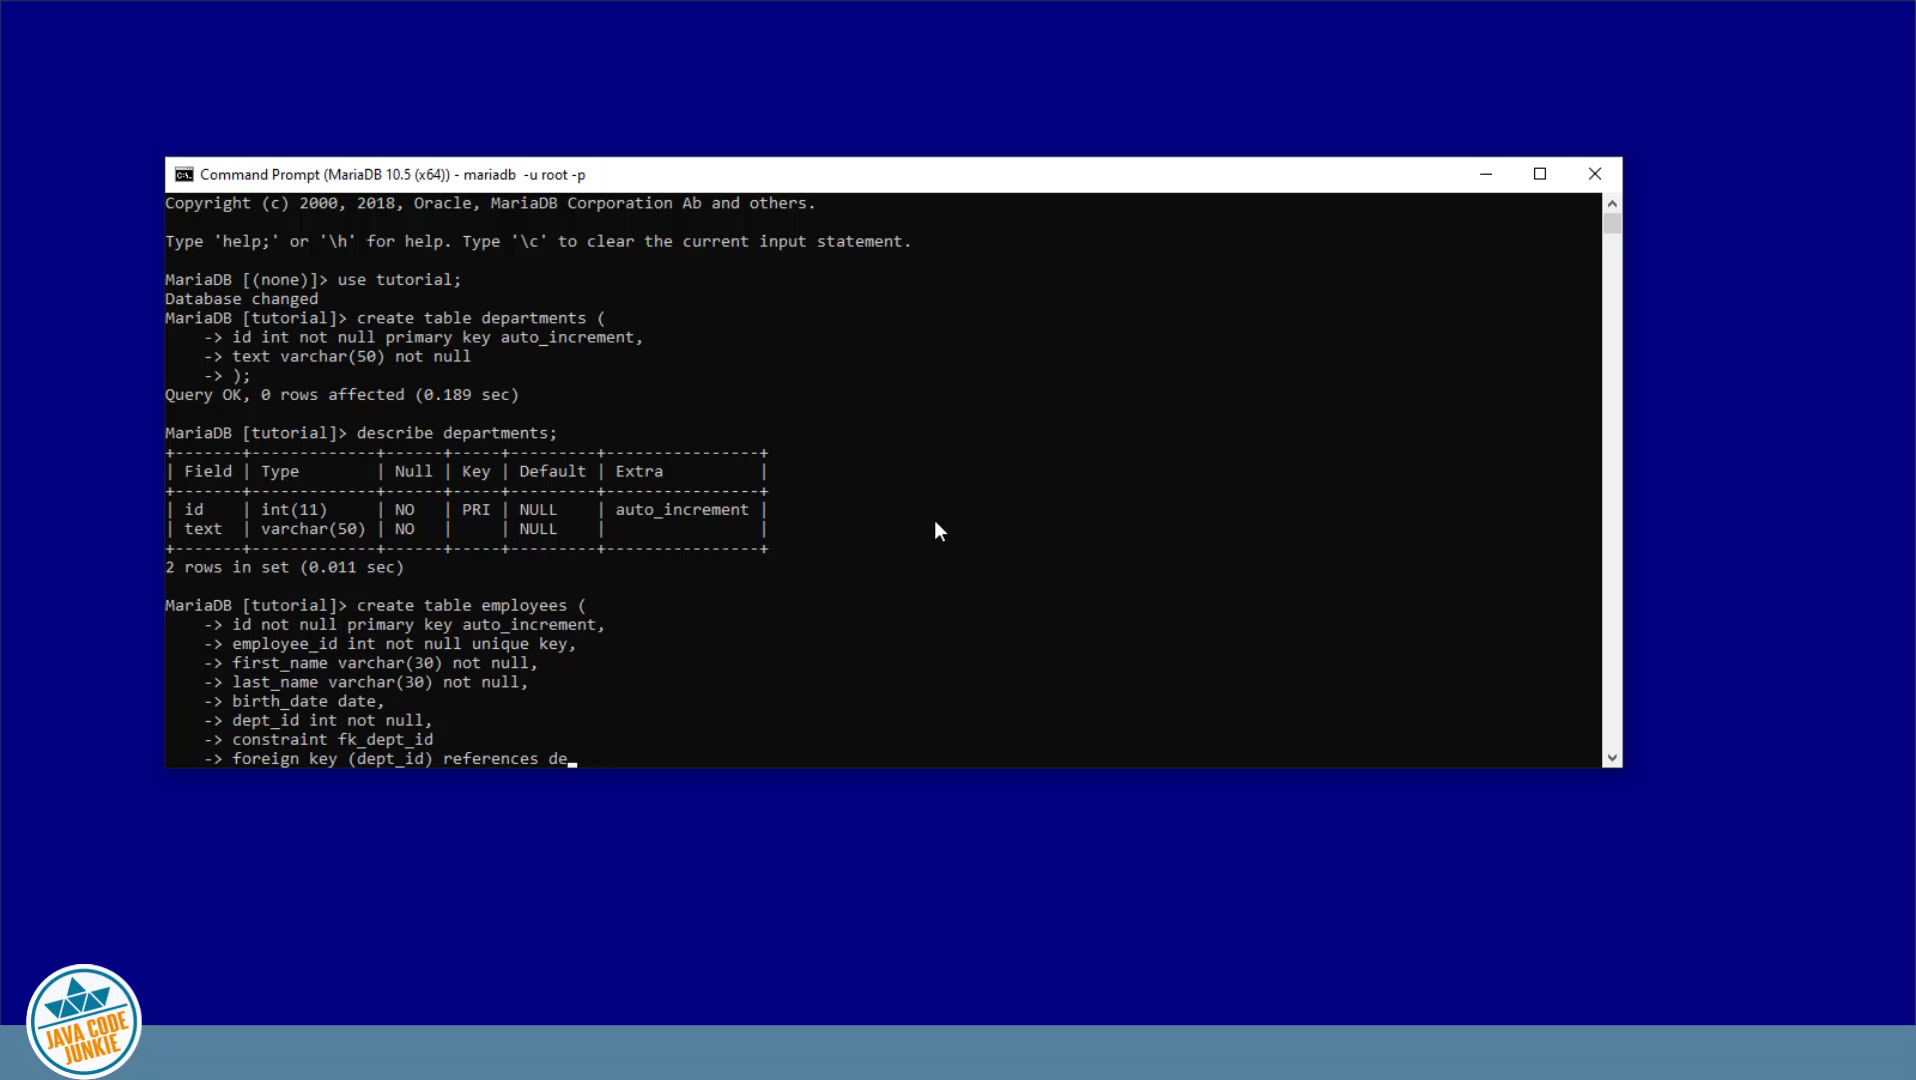 Command Prompt (MariaDB 10.5 (x64)) - mariadb  -u root -p
Copyright (c) 2000, 2018, Oracle, MariaDB Corporation Ab and others.
Type 'help;' or '\h' for help. Type '\c' to clear the current input statement.
MariaDB [(none)]> use tutorial;
Database changed
MariaDB [tutorial]> create table departments (
    -> id int not null primary key auto_increment,
    -> text varchar(50) not null
    -> );
Query OK, 0 rows affected (0.189 sec)
MariaDB [tutorial]> describe departments;
+-------+-------------+------+-----+---------+----------------+
| Field | Type        | Null | Key | Default | Extra          |
+-------+-------------+------+-----+---------+----------------+
| id    | int(11)     | NO   | PRI | NULL    | auto_increment |
| text  | varchar(50) | NO   |     | NULL    |                |
+-------+-------------+------+-----+---------+----------------+
2 rows in set (0.011 sec)
MariaDB [tutorial]> create table employees (
    -> id not null primary key auto_increment,
    -> employee_id int not null unique key,
    -> first_name varchar(30) not null,
    -> last_name varchar(30) not null,
    -> birth_date date,
    -> dept_id int not null,
    -> constraint fk_dept_id
    -> foreign key (dept_id) references de
JAVA CODE
JUNKIE